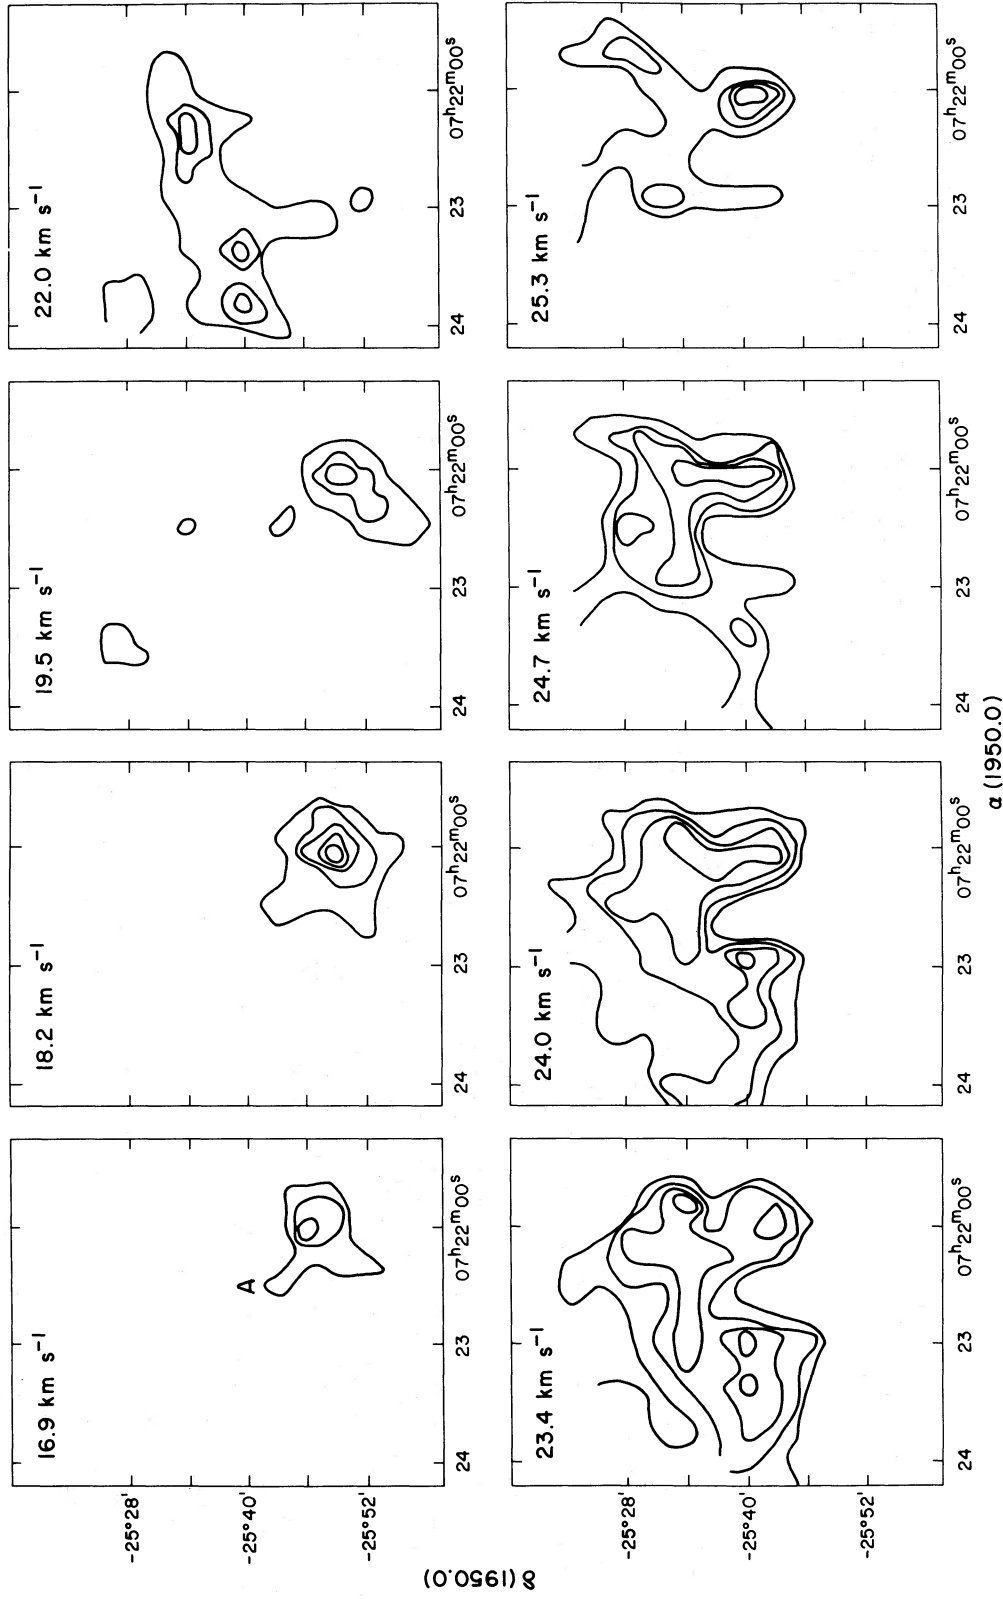 16.9 km s⁻¹
18.2 km s⁻¹
19.5 km s⁻¹
22.0 km s⁻¹
-25°28'
-25°40'
-25°52'
A
24 23 07ʰ22ᵐ00ˢ
24 23 07ʰ22ᵐ00ˢ
24 23 07ʰ22ᵐ00ˢ
24 23 07ʰ22ᵐ00ˢ
δ (1950.0)
23.4 km s⁻¹
24.0 km s⁻¹
24.7 km s⁻¹
25.3 km s⁻¹
-25°28'
-25°40'
-25°52'
24 23 07ʰ22ᵐ00ˢ
24 23 07ʰ22ᵐ00ˢ
24 23 07ʰ22ᵐ00ˢ
24 23 07ʰ22ᵐ00ˢ
α (1950.0)